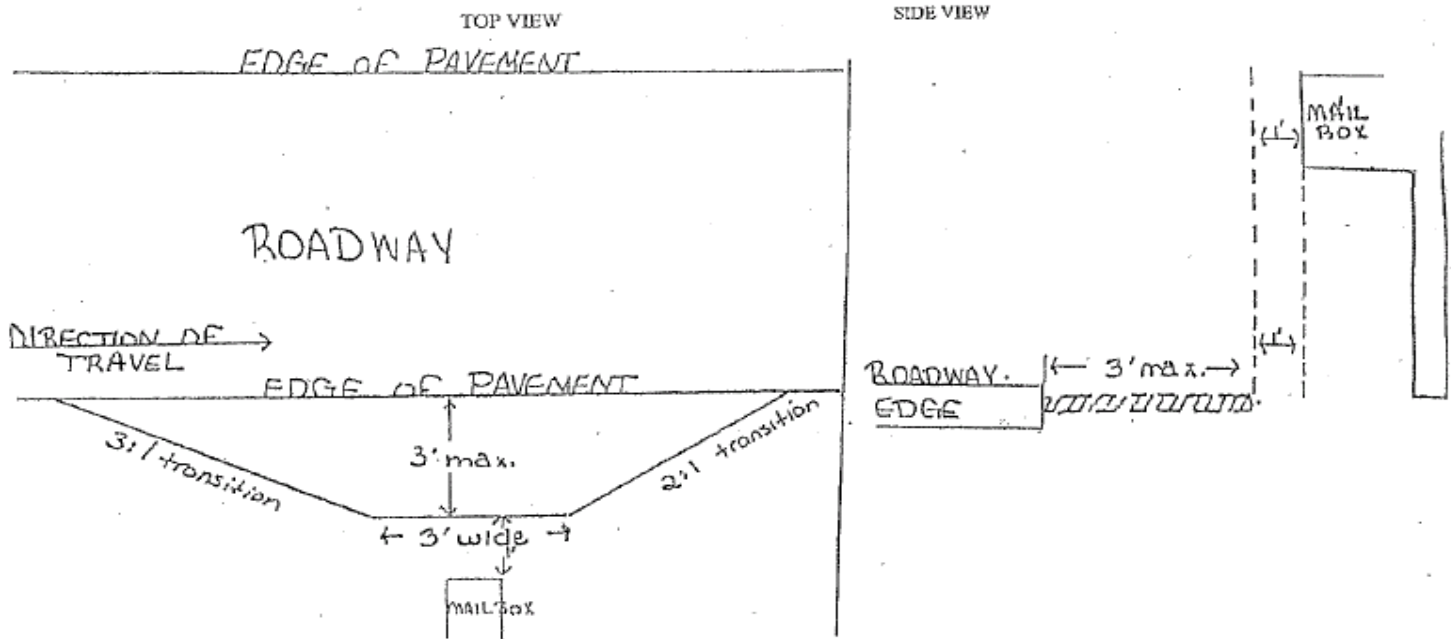 TOP VIEW
EDGE OF PAVEMENT
ROADWAY
DIRECTION OF
TRAVEL
EDGE OF PAVEMENT
3:1 transition
3' max.
2:1 transition
3' wide
1'
MAILBOX
SIDE VIEW
MAIL
BOX
1'
1'
ROADWAY.
EDGE
3' max.